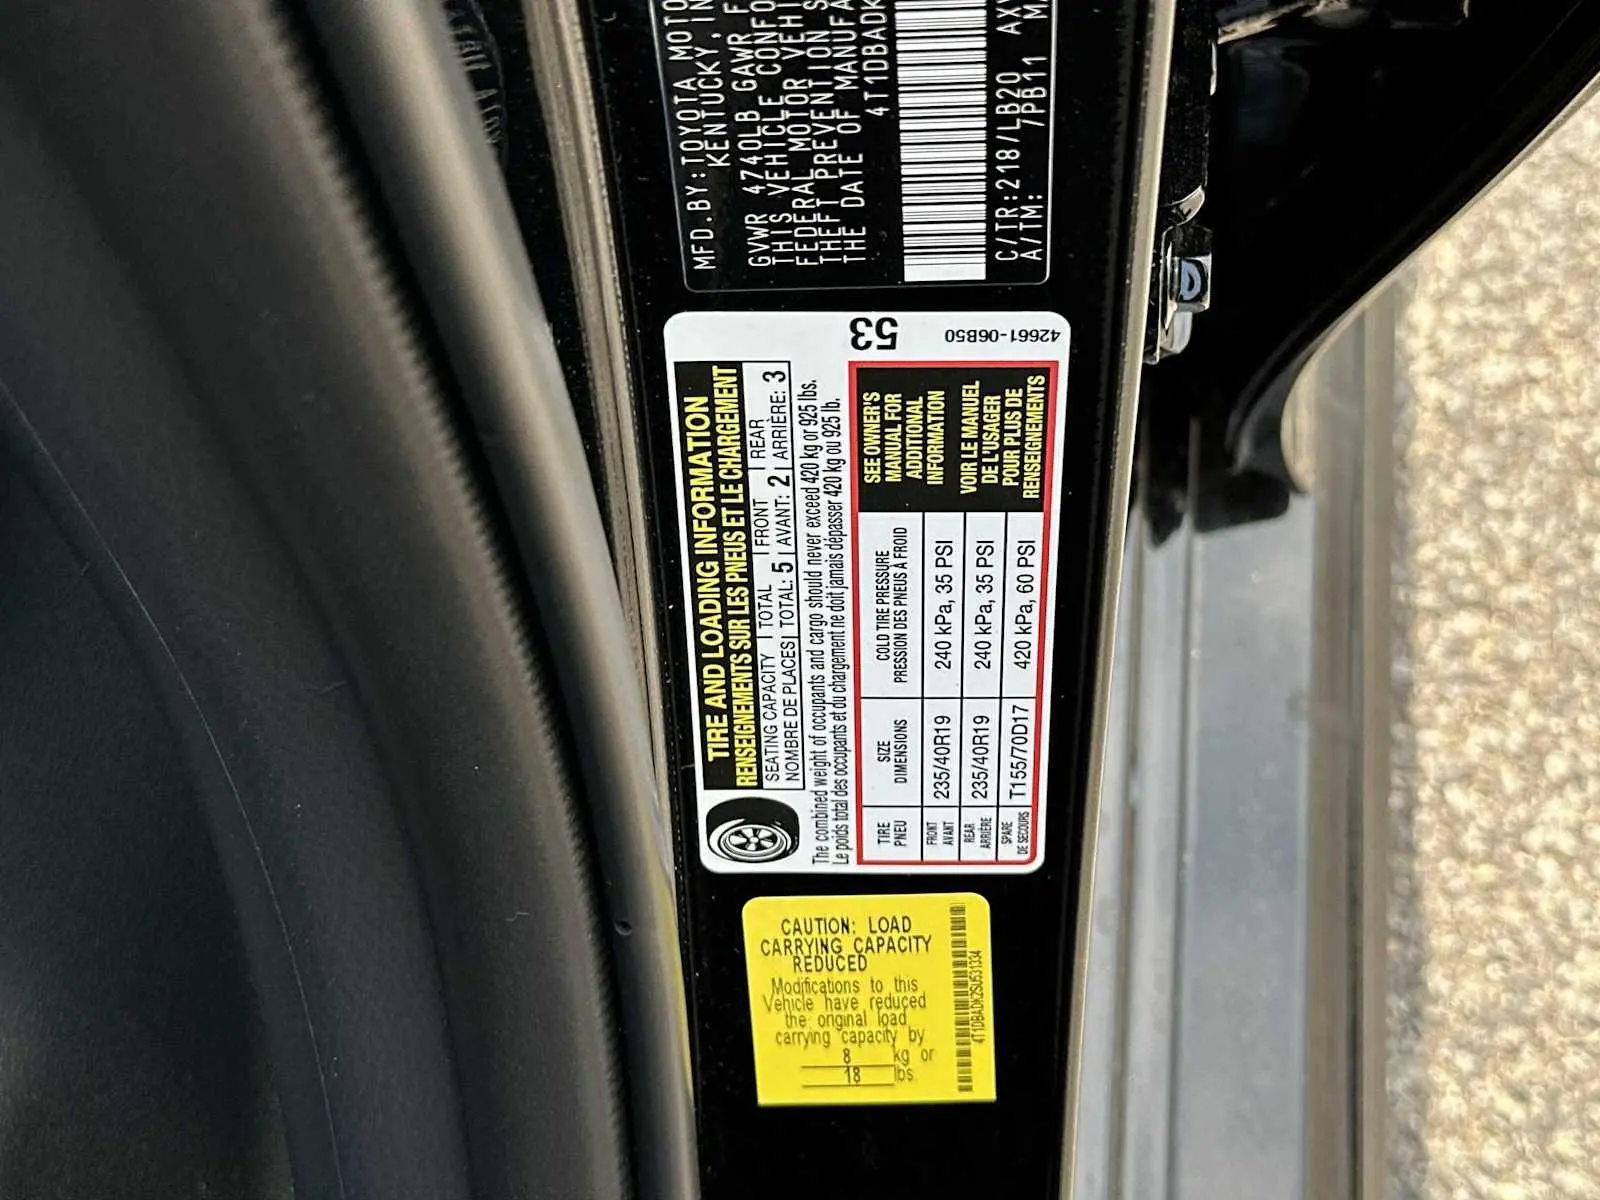 MFD.BY:TOYOTA MOTO
KENTUCKY, IN
GVWR 4740LB GAWR F
THIS VEHICLE CONFO
FEDERAL MOTOR VEHI
THEFT PREVENTION S
THE DATE OF MANUFA
4T1DBADK
C/TR:218/LB20 AX
A/TM: 7PB11 M
53
42661-06B50
TIRE AND LOADING INFORMATION
RENSEIGNEMENTS SUR LES PNEUS ET LE CHARGEMENT
SEATING CAPACITY | TOTAL | FRONT | REAR
NOMBRE DE PLACES | TOTAL: 5 | AVANT: 2 | ARRIÈRE: 3
The combined weight of occupants and cargo should never exceed 420 kg or 925 lbs.
Le poids total des occupants et du chargement ne doit jamais dépasser 420 kg ou 925 lb.
TIRE
PNEU
SIZE
DIMENSIONS
COLD TIRE PRESSURE
PRESSION DES PNEUS À FROID
FRONT
AVANT
235/40R19
240 kPa, 35 PSI
REAR
ARRIÈRE
235/40R19
240 kPa, 35 PSI
SPARE
DE SECOURS
T155/70D17
420 kPa, 60 PSI
SEE OWNER'S
MANUAL FOR
ADDITIONAL
INFORMATION
VOIR LE MANUEL
DE L'USAGER
POUR PLUS DE
RENSEIGNEMENTS
CAUTION: LOAD
CARRYING CAPACITY
REDUCED
Modifications to this
Vehicle have reduced
the original load
carrying capacity by
8 kg or
18 lbs
4T1DBADK2SU531334